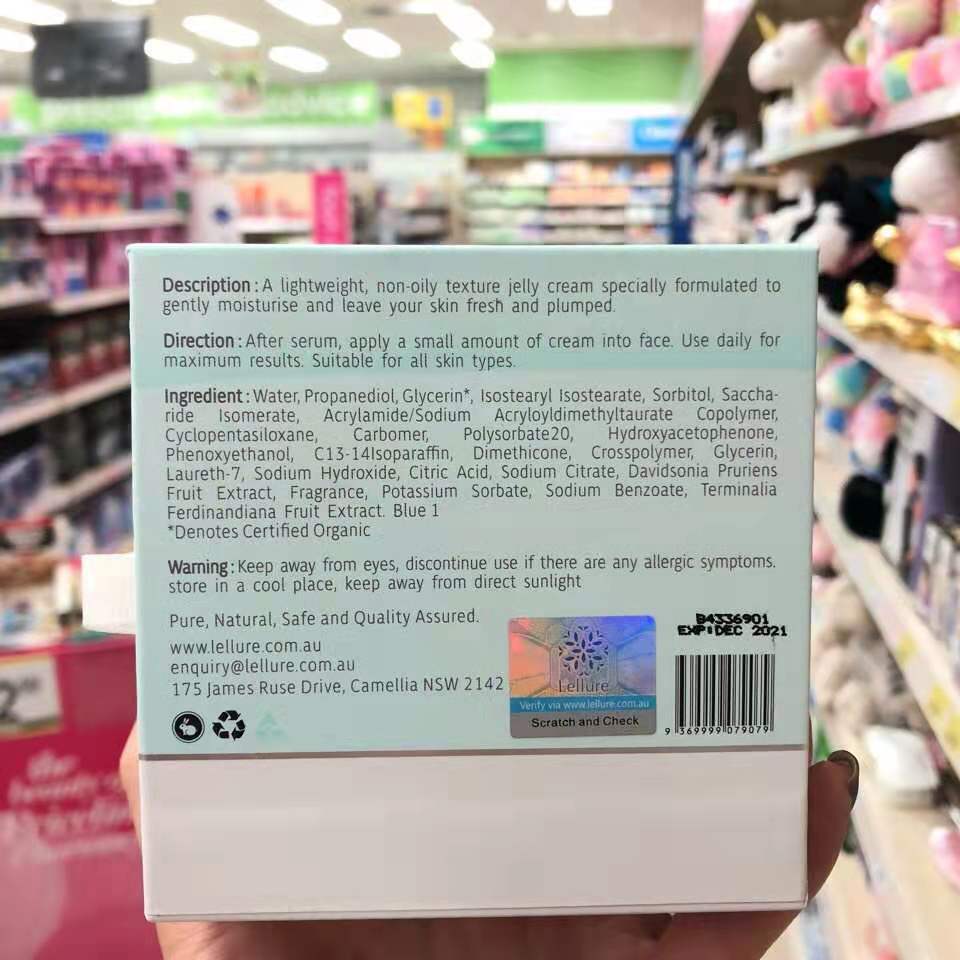 Description : A lightweight, non-oily texture jelly cream specially formulated to
gently moisturise and leave your skin fresh and plumped.
Direction : After serum, apply a small amount of cream into face. Use daily for
maximum results. Suitable for all skin types.
Ingredient : Water, Propanediol, Glycerin*, Isostearyl Isostearate, Sorbitol, Saccha-
ride Isomerate, Acrylamide/Sodium Acryloyldimethyltaurate Copolymer,
Cyclopentasiloxane, Carbomer, Polysorbate20, Hydroxyacetophenone,
Phenoxyethanol, C13-14Isoparaffin, Dimethicone, Crosspolymer, Glycerin,
Laureth-7, Sodium Hydroxide, Citric Acid, Sodium Citrate, Davidsonia Pruriens
Fruit Extract, Fragrance, Potassium Sorbate, Sodium Benzoate, Terminalia
Ferdinandiana Fruit Extract. Blue 1
*Denotes Certified Organic
Warning : Keep away from eyes, discontinue use if there are any allergic symptoms.
store in a cool place, keep away from direct sunlight
Pure, Natural, Safe and Quality Assured.
www.lellure.com.au
enquiry@lellure.com.au
175 James Ruse Drive, Camellia NSW 2142
Lellure
Verify via www.lellure.com.au
Scratch and Check
B4336901
EXP:DEC 2021
9 369999 079079
advice
the
beauty of